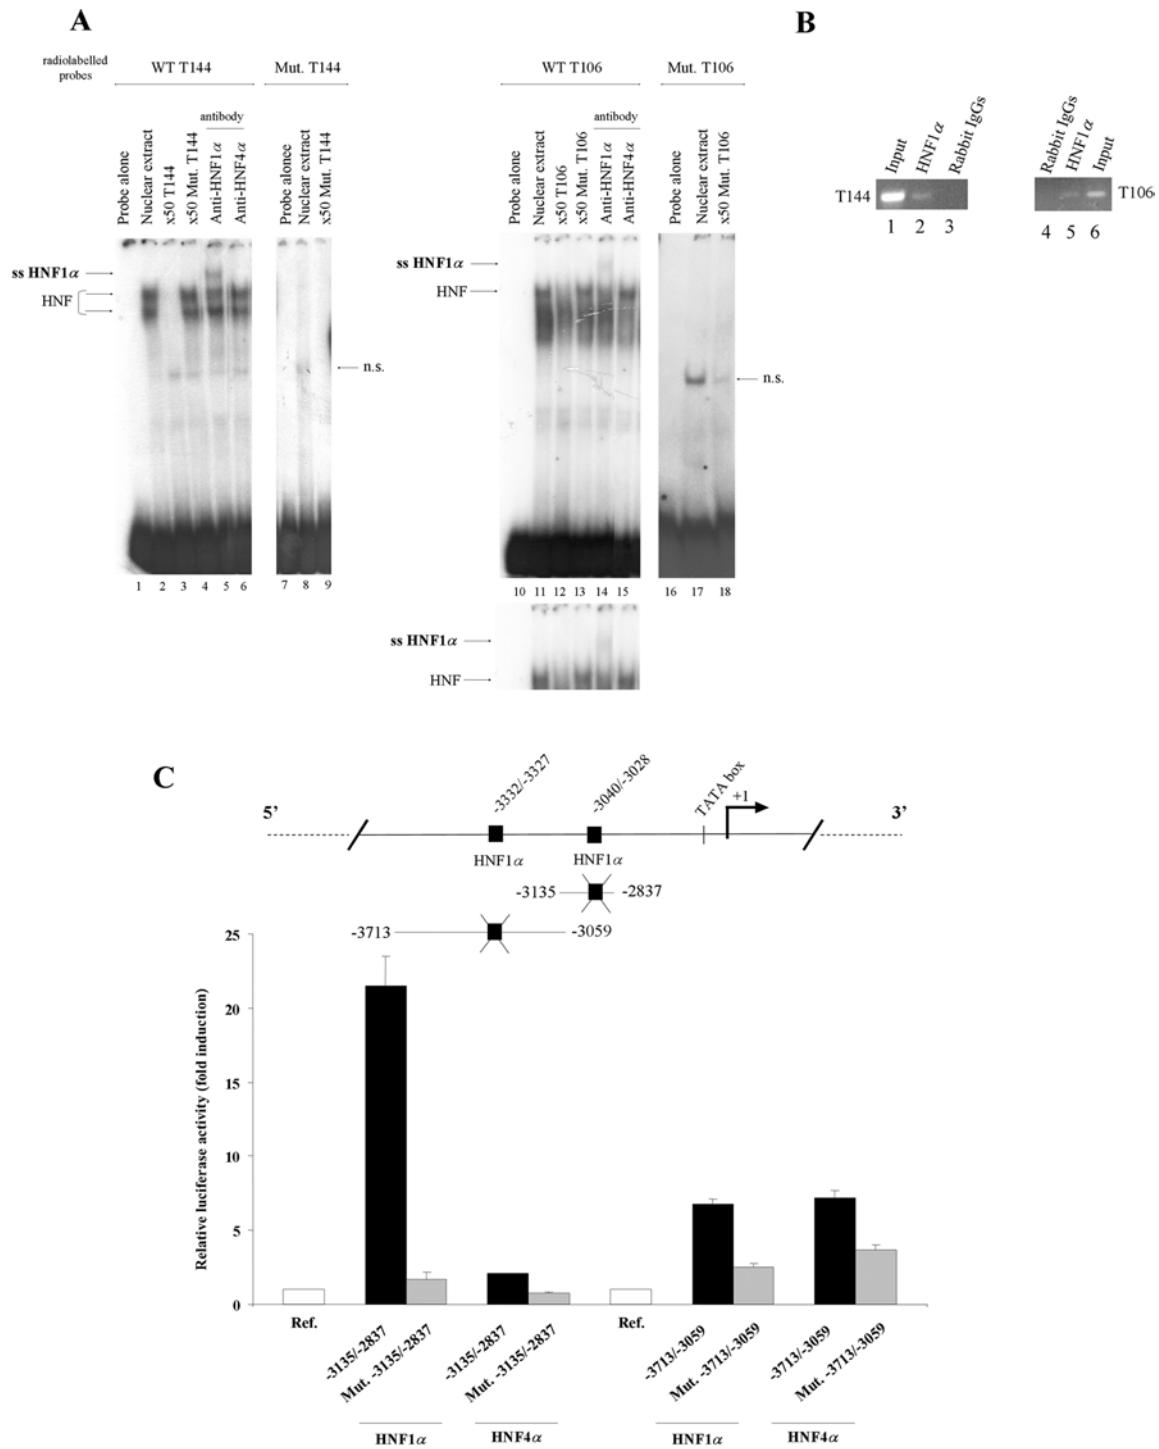 A
radiolabelled
probes
WT T144
Mut. T144
antibody
Probe alone
Nuclear extract
x50 T144
x50 Mut. T144
Anti-HNF1α
Anti-HNF4α
Probe alonee
Nuclear extract
x50 Mut. T144
ss HNF1α
HNF
n.s.
1 2 3 4 5 6
7 8 9
WT T106
Mut. T106
antibody
Probe alone
Nuclear extract
x50 T106
x50 Mut. T106
Anti-HNF1α
Anti-HNF4α
Probe alone
Nuclear extract
x50 Mut. T106
ss HNF1α
HNF
n.s.
10 11 12 13 14 15
16 17 18
ss HNF1α
HNF
B
Input
HNF1α
Rabbit IgGs
T144
1 2 3
Rabbit IgGs
HNF1α
Input
T106
4 5 6
C
5’
-3332/-3327
-3040/-3028
TATA box
+1
3’
HNF1α
HNF1α
-3135
-2837
-3713
-3059
Relative luciferase activity (fold induction)
25
20
15
10
5
0
Ref.
-3135/-2837
Mut. -3135/-2837
-3135/-2837
Mut. -3135/-2837
Ref.
-3713/-3059
Mut. -3713/-3059
-3713/-3059
Mut. -3713/-3059
HNF1α
HNF4α
HNF1α
HNF4α